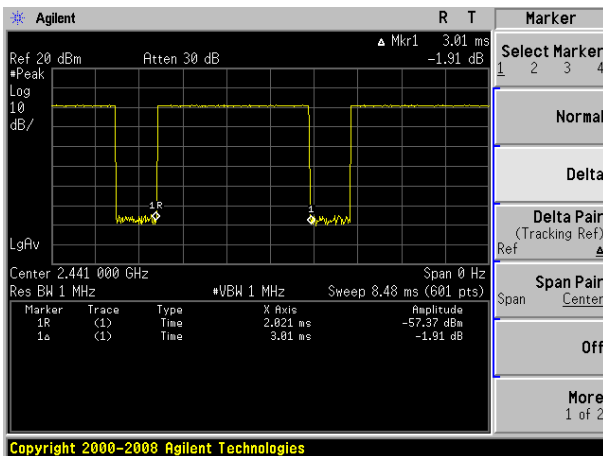 Agilent R T
Δ Mkr1 3.01 ms
Ref 20 dBm Atten 30 dB -1.91 dB
#Peak
Log
10
dB/
1R
1
LgAv
Center 2.441 000 GHz Span 0 Hz
Res BW 1 MHz #VBW 1 MHz Sweep 8.48 ms (601 pts)
Marker Trace Type X Axis Amplitude
1R (1) Time 2.021 ms -57.37 dBm
1Δ (1) Time 3.01 ms -1.91 dB
Copyright 2000-2008 Agilent Technologies
Marker
Select Marker
1 2 3 4
Normal
Delta
Delta Pair
(Tracking Ref)
Ref Δ
Span Pair
Span Center
Off
More
1 of 2